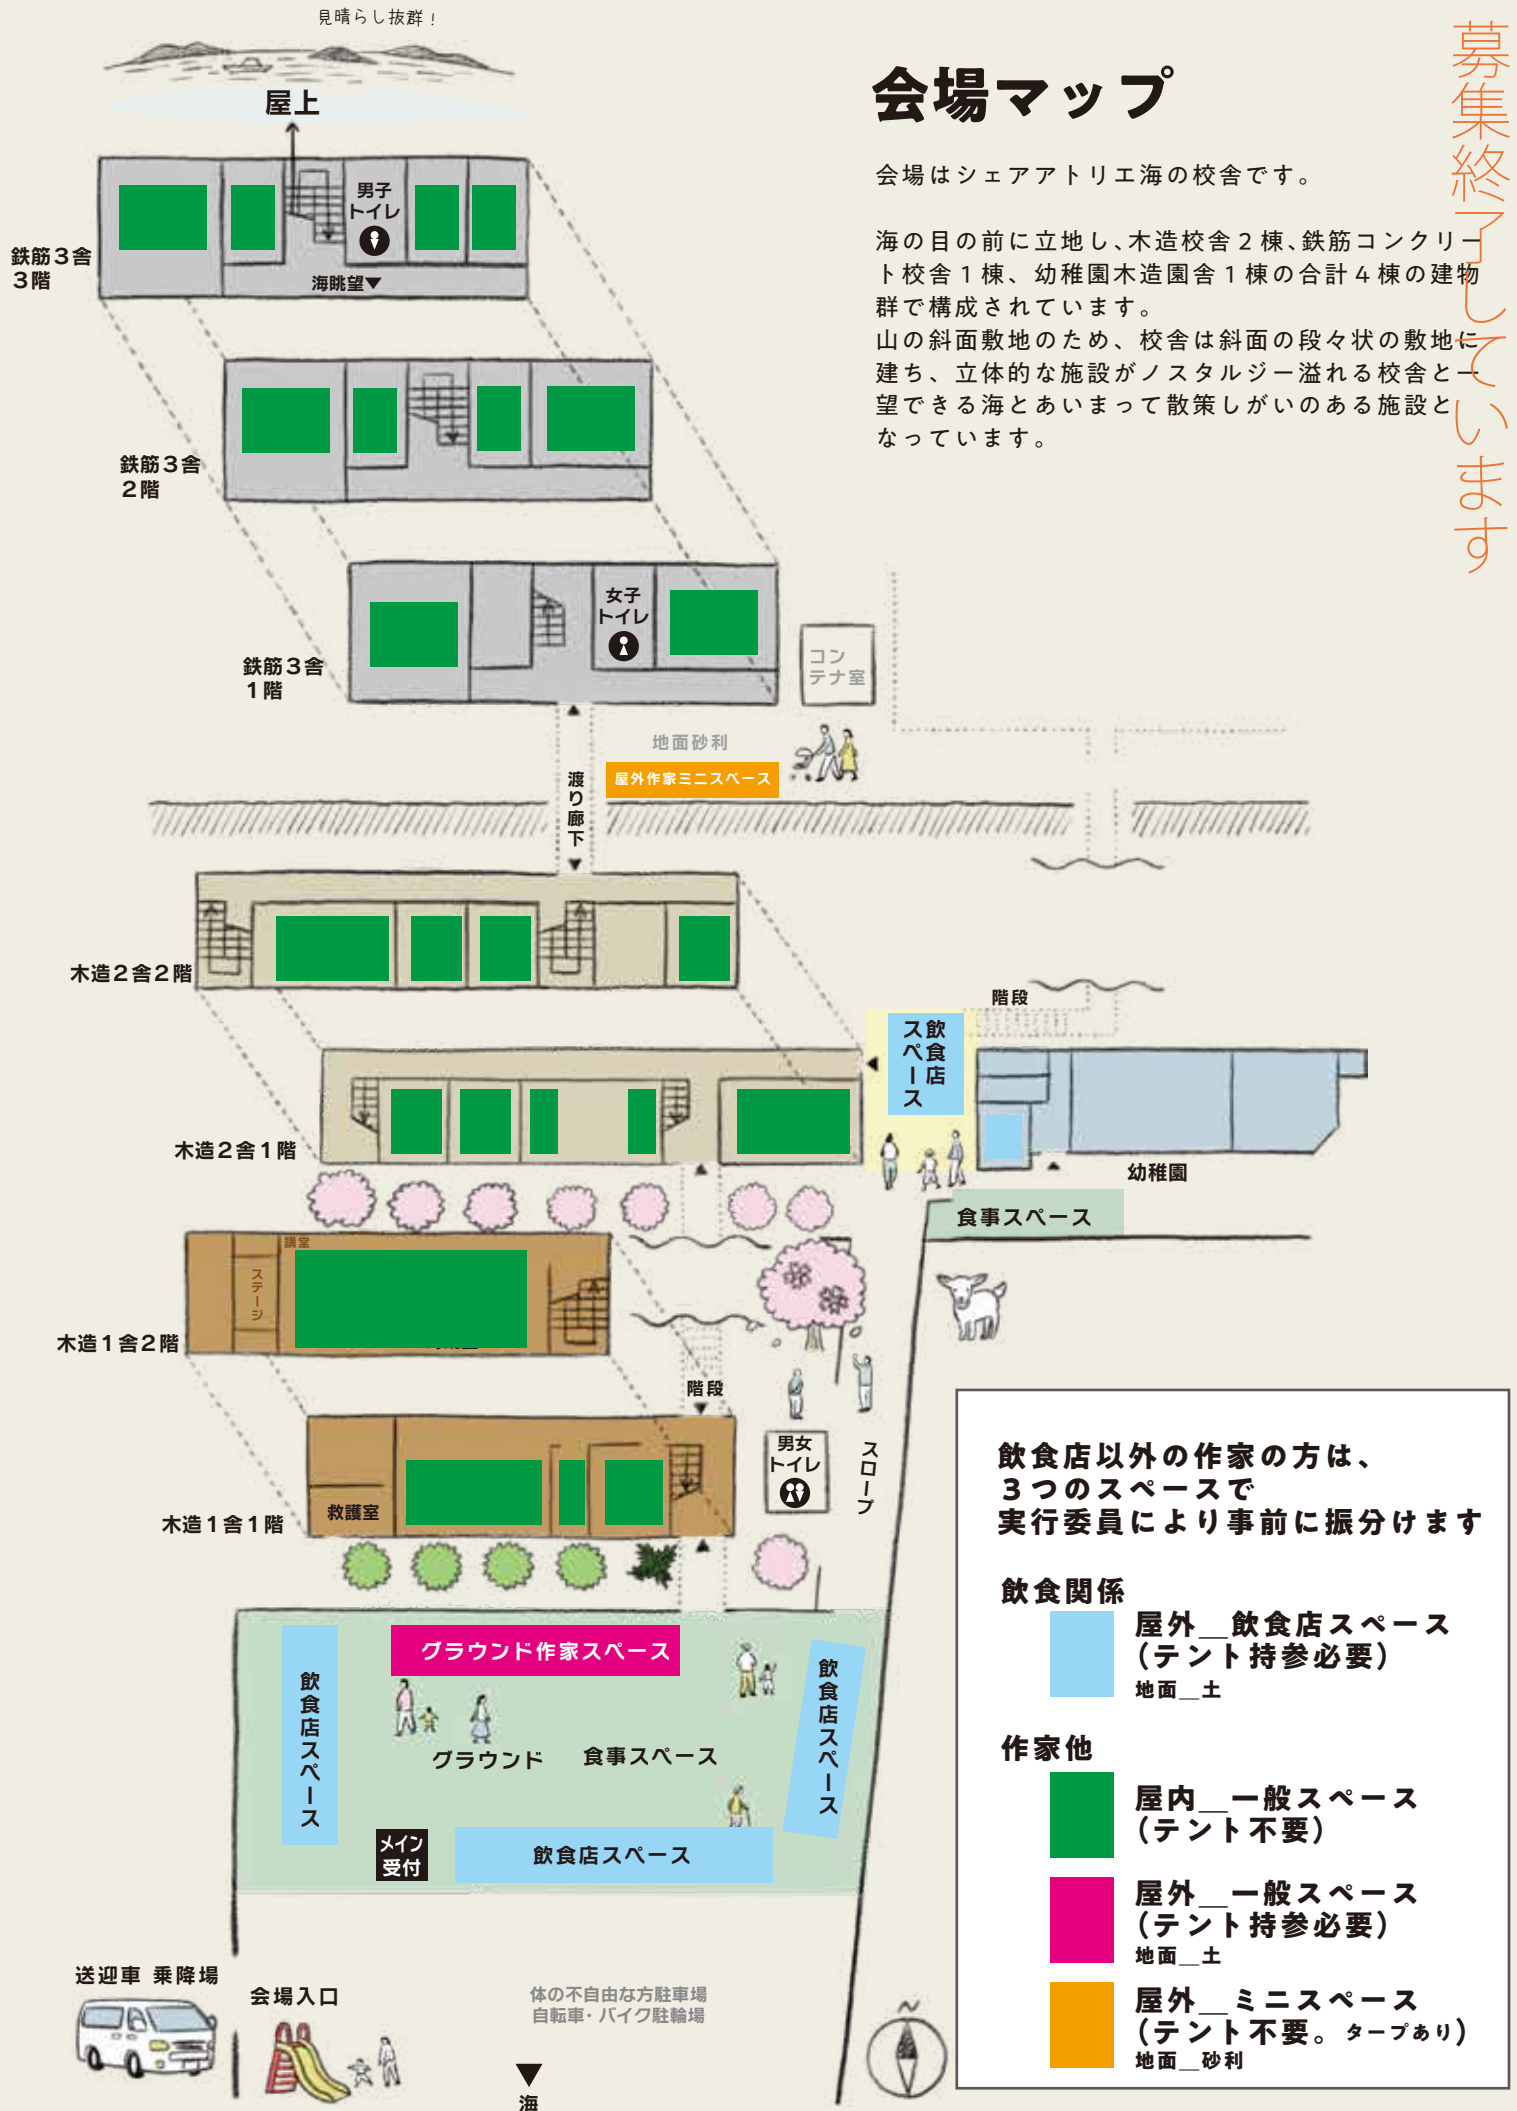 見晴らし抜群！
屋上
会場マップ
募集終了しています
会場はシェアアトリエ海の校舎です。
海の目の前に立地し、木造校舎２棟、鉄筋コンクリー
ト校舎１棟、幼稚園木造園舎１棟の合計４棟の建物
群で構成されています。
山の斜面敷地のため、校舎は斜面の段々状の敷地に
建ち、立体的な施設がノスタルジー溢れる校舎と一
望できる海とあいまって散策しがいのある施設と
なっています。
男子
トイレ
海眺望▼
鉄筋３舎
３階
鉄筋３舎
２階
女子
トイレ
鉄筋３舎
１階
コン
テナ室
地面砂利
屋外作家ミニスペース
渡り廊下
木造２舎２階
階段
飲食店
スペース
木造２舎１階
幼稚園
食事スペース
講堂
ステージ
木造１舎２階
階段
男女
トイレ
スロープ
救護室
木造１舎１階
グラウンド作家スペース
飲食店スペース
飲食店スペース
グラウンド
食事スペース
メイン
受付
飲食店スペース
送迎車 乗降場
会場入口
体の不自由な方駐車場
自転車・バイク駐輪場
▼
海
飲食店以外の作家の方は、
３つのスペースで
実行委員により事前に振分けます
飲食関係
屋外＿飲食店スペース
（テント持参必要）
地面＿土
作家他
屋内＿一般スペース
（テント不要）
屋外＿一般スペース
（テント持参必要）
地面＿土
屋外＿ミニスペース
（テント不要。タープあり）
地面＿砂利